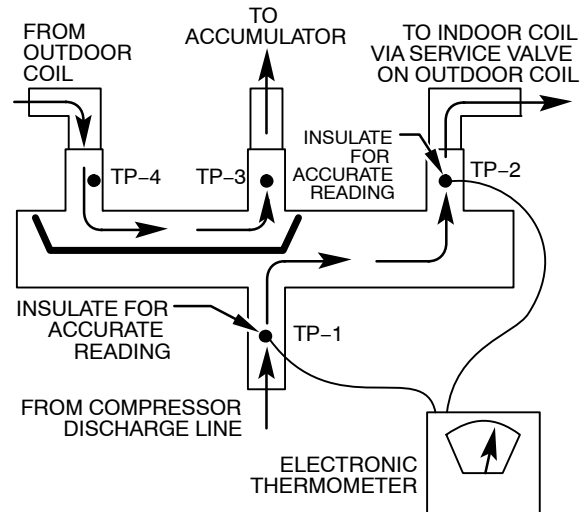 FROM
OUTDOOR
COIL
TO
ACCUMULATOR
TO INDOOR COIL
VIA SERVICE VALVE
ON OUTDOOR COIL
INSULATE
FOR
ACCURATE
READING
TP–4
TP–3
TP–2
INSULATE FOR
ACCURATE
READING
TP–1
FROM COMPRESSOR
DISCHARGE LINE
ELECTRONIC
THERMOMETER